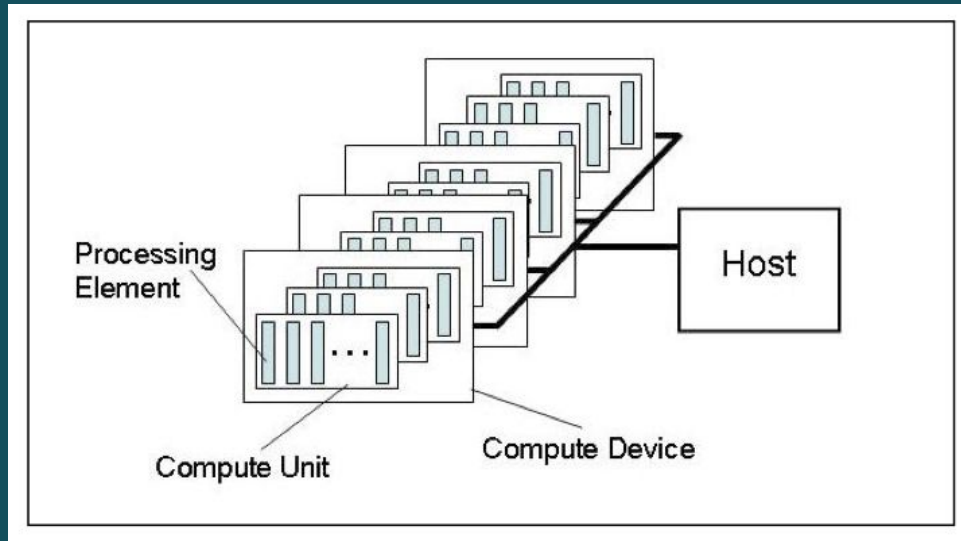 Processing
Element
Host
Compute Unit
Compute Device